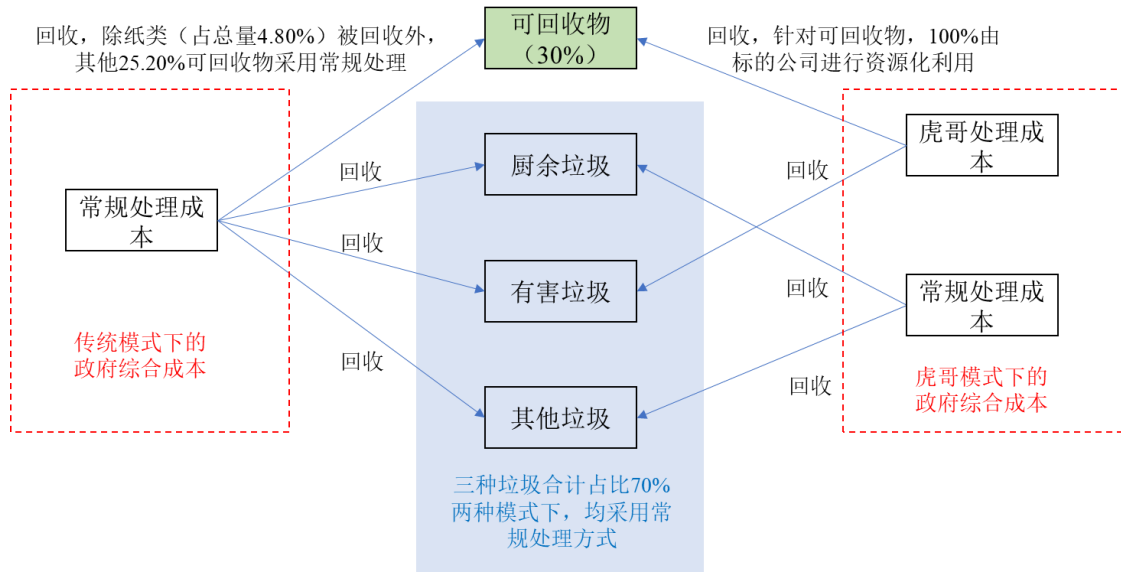 回收，除纸类（占总量4.80%）被回收外，
其他25.20%可回收物采用常规处理
可回收物
（30%）
回收，针对可回收物，100%由
标的公司进行资源化利用
常规处理成
本
传统模式下的
政府综合成本
回收
回收
回收
厨余垃圾
有害垃圾
其他垃圾
三种垃圾合计占比70%
两种模式下，均采用常
规处理方式
回收
回收
回收
虎哥处理成
本
常规处理成
本
虎哥模式下的
政府综合成本